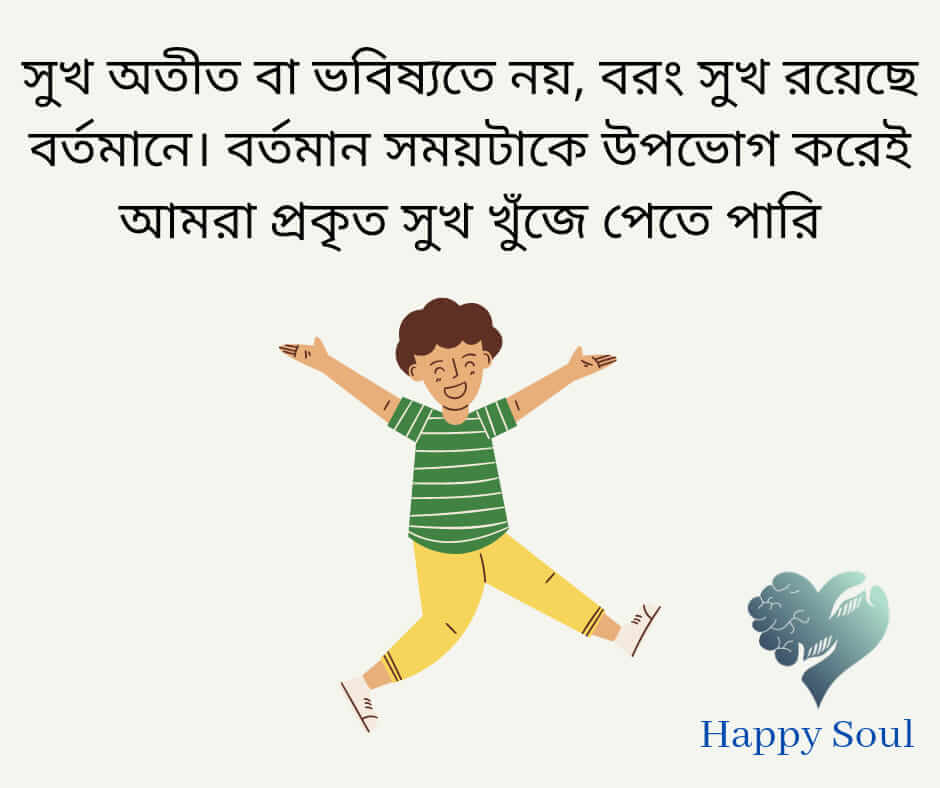 সুখ অতীত বা ভবিষ্যতে নয়, বরং সুখ রয়েছে
বর্তমানে। বর্তমান সময়টাকে উপভোগ করেই
আমরা প্রকৃত সুখ খুঁজে পেতে পারি
Happy Soul